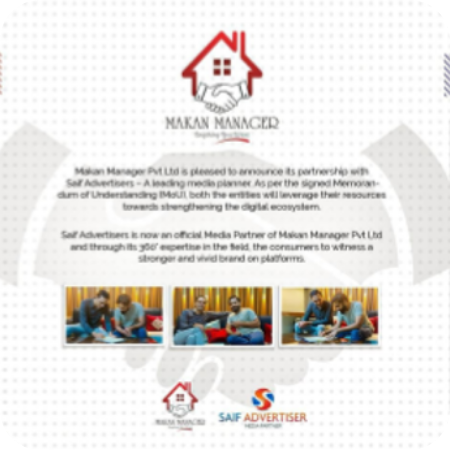 MAKAN MANAGER
Makan Manager Pvt Ltd is pleased to announce its partnership with
Saif Advertisers – A leading media planner. As per the signed Memoran-
dum of Understanding (MoU), both the entities will leverage their resources
towards strengthening the digital ecosystem.
Saif Advertisers is now an official Media Partner of Makan Manager Pvt Ltd
and through its 360° expertise in the field, the consumers to witness a
stronger and vivid brand on platforms.
MAKAN MANAGER
SAIF ADVERTISER
MEDIA PARTNER